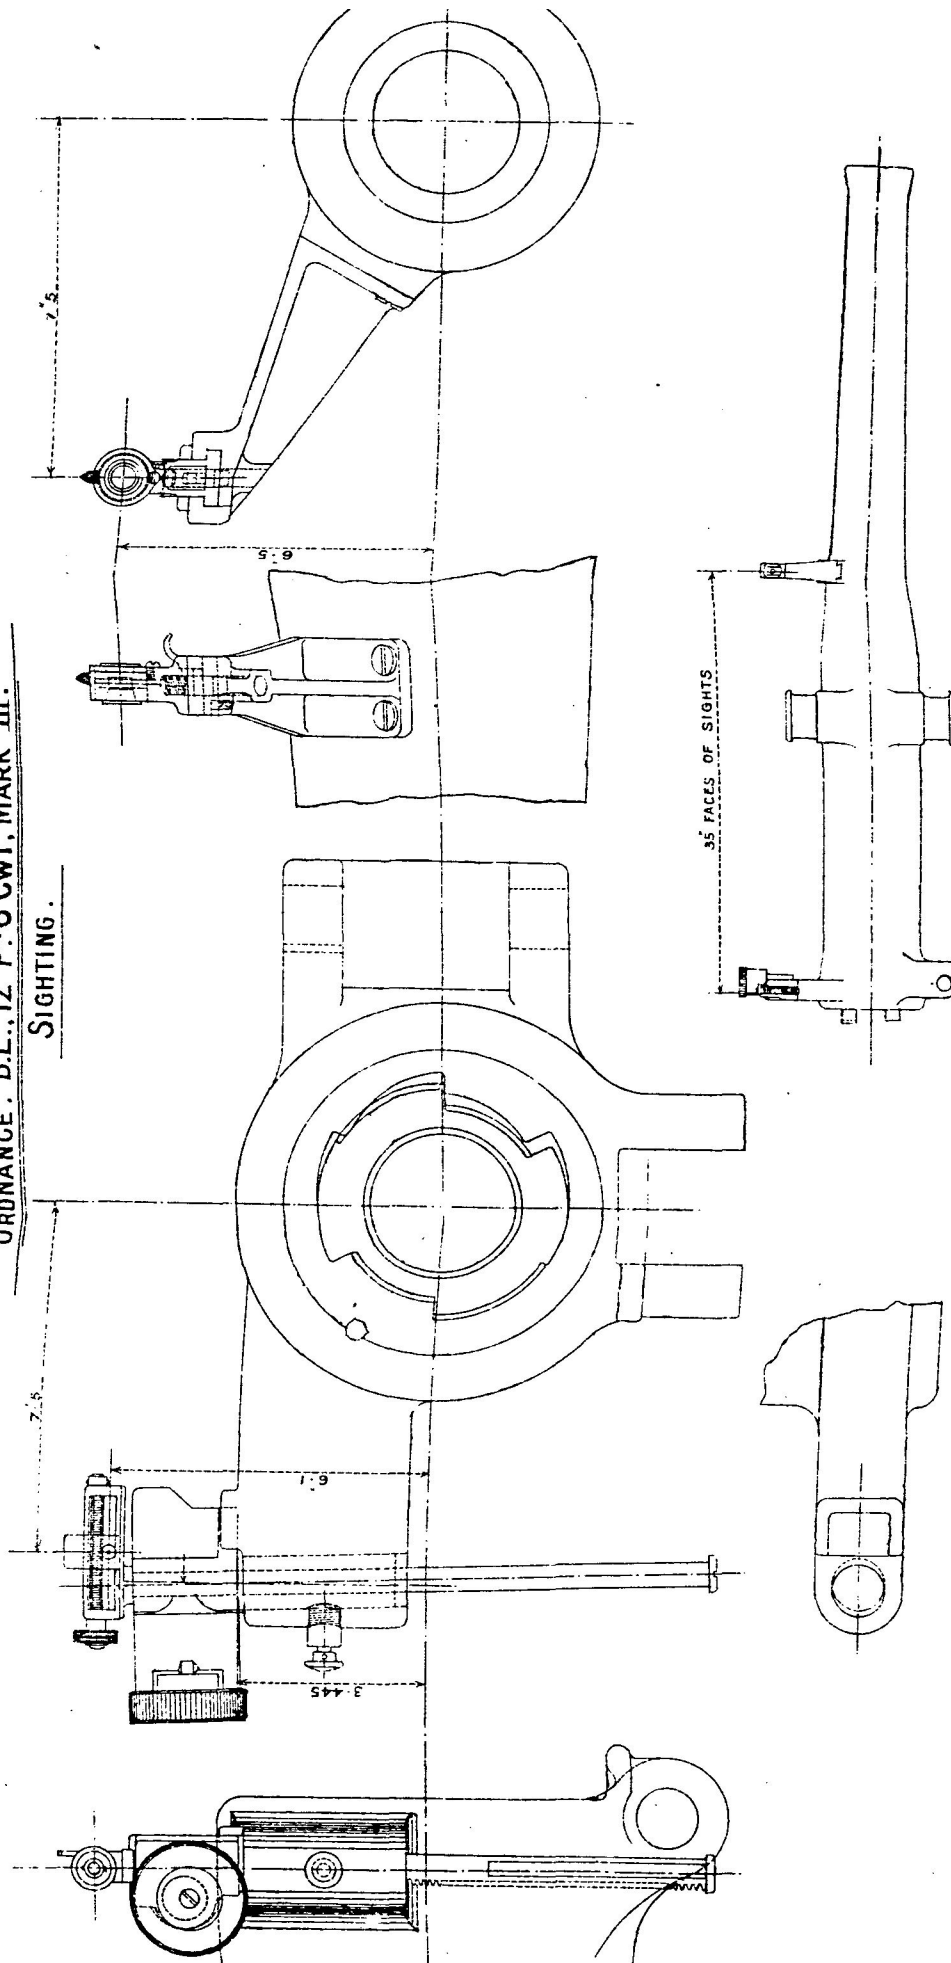 ORDNANCE, B.L., 12 PR. 6 CWT, MARK III.
SIGHTING.
7"5
6"5
35" FACES OF SIGHTS
7"5
6"1
3·445